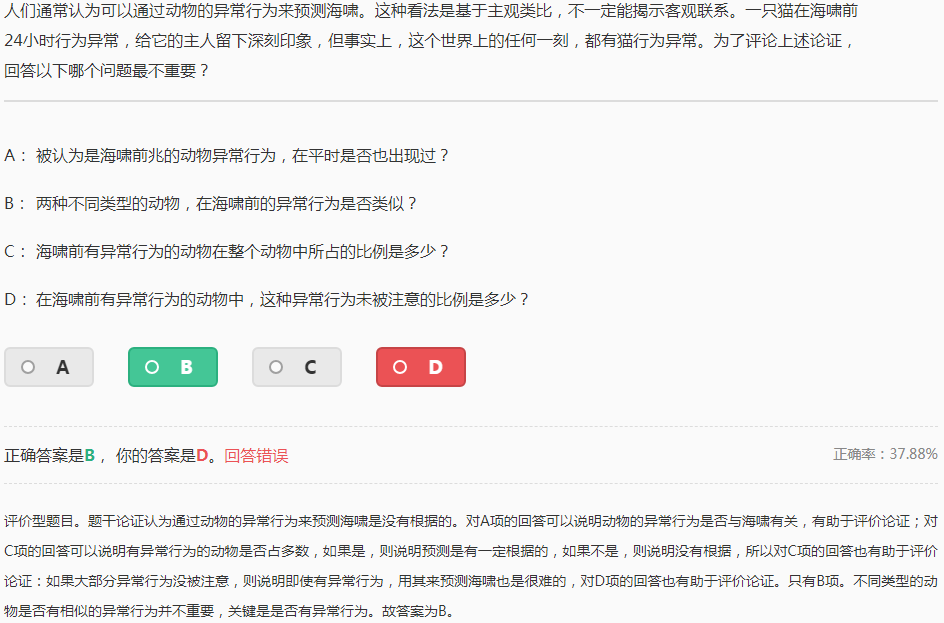 人们通常认为可以通过动物的异常行为来预测海啸。这种看法是基于主观类比，不一定能揭示客观联系。一只猫在海啸前
24小时行为异常，给它的主人留下深刻印象，但事实上，这个世界上的任何一刻，都有猫行为异常。为了评论上述论证，
回答以下哪个问题最不重要？
A： 被认为是海啸前兆的动物异常行为，在平时是否也出现过？
B： 两种不同类型的动物，在海啸前的异常行为是否类似？
C： 海啸前有异常行为的动物在整个动物中所占的比例是多少？
D： 在海啸前有异常行为的动物中，这种异常行为未被注意的比例是多少？
A B C D
正确答案是B， 你的答案是D。回答错误 正确率：37.88%
评价型题目。题干论证认为通过动物的异常行为来预测海啸是没有根据的。对A项的回答可以说明动物的异常行为是否与海啸有关，有助于评价论证；对
C项的回答可以说明有异常行为的动物是否占多数，如果是，则说明预测是有一定根据的，如果不是，则说明没有根据，所以对C项的回答也有助于评价
论证：如果大部分异常行为没被注意，则说明即使有异常行为，用其来预测海啸也是很难的，对D项的回答也有助于评价论证。只有B项。不同类型的动
物是否有相似的异常行为并不重要，关键是是否有异常行为。故答案为B。